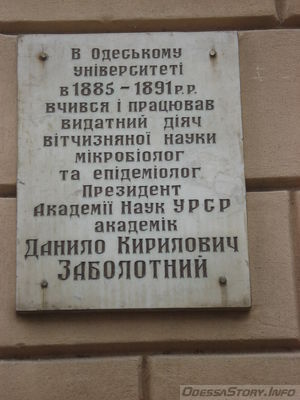 В Одеському
університеті
в 1885 – 1891 р.р.
вчився і працював
видатний діяч
вітчизняної науки
мікробіолог
та епідеміолог
Президент
Академії Наук УРСР
академік
Данило Кирилович
Заболотний
OdessaStory.Info